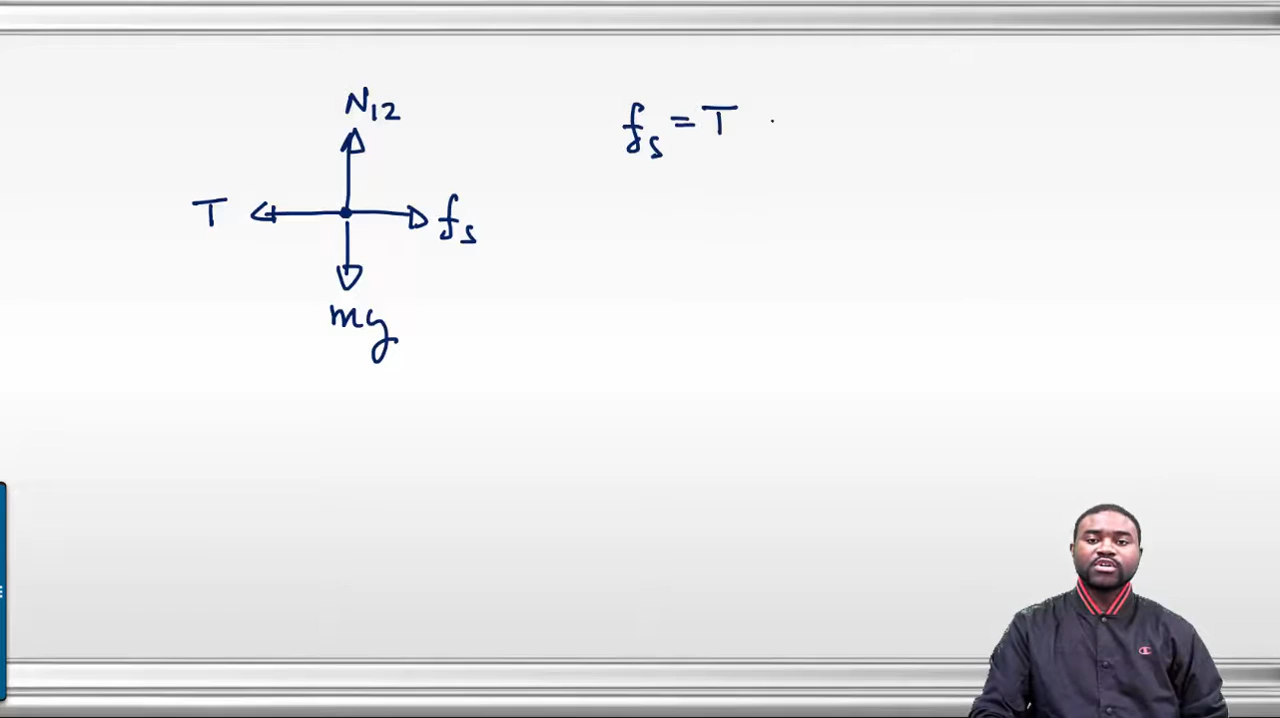 N₁₂
fₛ = T
T
fₛ
mg